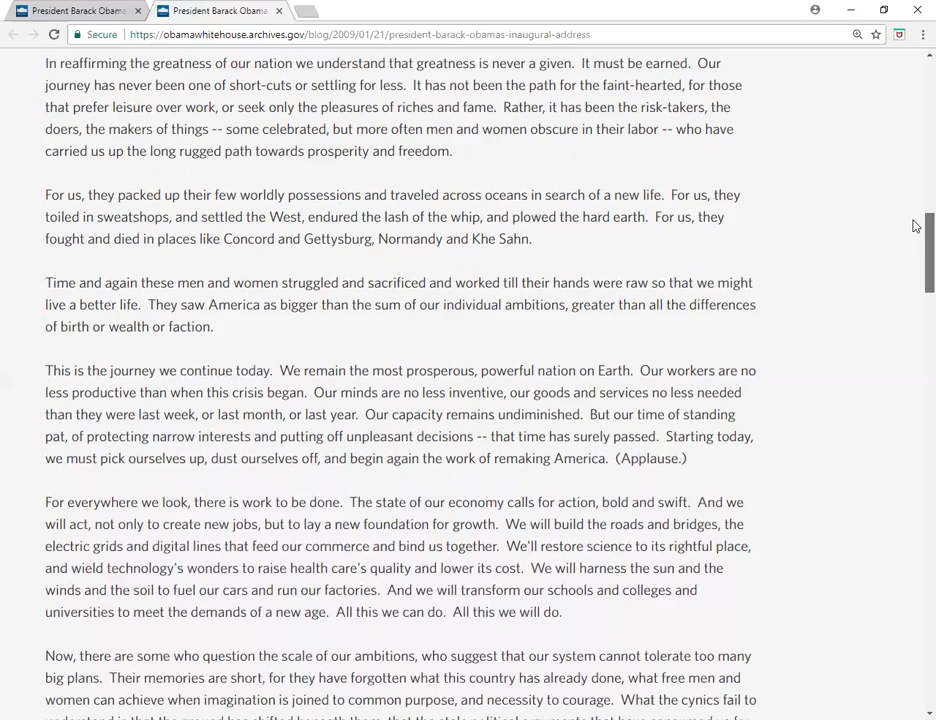 President Barack Obama
President Barack Obama
Secure
https://obamawhitehouse.archives.gov/blog/2009/01/21/president-barack-obamas-inaugural-address
In reaffirming the greatness of our nation we understand that greatness is never a given. It must be earned. Our
journey has never been one of short-cuts or settling for less. It has not been the path for the faint-hearted, for those
that prefer leisure over work, or seek only the pleasures of riches and fame. Rather, it has been the risk-takers, the
doers, the makers of things -- some celebrated, but more often men and women obscure in their labor -- who have
carried us up the long rugged path towards prosperity and freedom.
For us, they packed up their few worldly possessions and traveled across oceans in search of a new life. For us, they
toiled in sweatshops, and settled the West, endured the lash of the whip, and plowed the hard earth. For us, they
fought and died in places like Concord and Gettysburg, Normandy and Khe Sahn.
Time and again these men and women struggled and sacrificed and worked till their hands were raw so that we might
live a better life. They saw America as bigger than the sum of our individual ambitions, greater than all the differences
of birth or wealth or faction.
This is the journey we continue today. We remain the most prosperous, powerful nation on Earth. Our workers are no
less productive than when this crisis began. Our minds are no less inventive, our goods and services no less needed
than they were last week, or last month, or last year. Our capacity remains undiminished. But our time of standing
pat, of protecting narrow interests and putting off unpleasant decisions -- that time has surely passed. Starting today,
we must pick ourselves up, dust ourselves off, and begin again the work of remaking America. (Applause.)
For everywhere we look, there is work to be done. The state of our economy calls for action, bold and swift. And we
will act, not only to create new jobs, but to lay a new foundation for growth. We will build the roads and bridges, the
electric grids and digital lines that feed our commerce and bind us together. We'll restore science to its rightful place,
and wield technology's wonders to raise health care's quality and lower its cost. We will harness the sun and the
winds and the soil to fuel our cars and run our factories. And we will transform our schools and colleges and
universities to meet the demands of a new age. All this we can do. All this we will do.
Now, there are some who question the scale of our ambitions, who suggest that our system cannot tolerate too many
big plans. Their memories are short, for they have forgotten what this country has already done, what free men and
women can achieve when imagination is joined to common purpose, and necessity to courage. What the cynics fail to
understand is that the ground has shifted beneath them, that the stale political arguments that have consumed us for